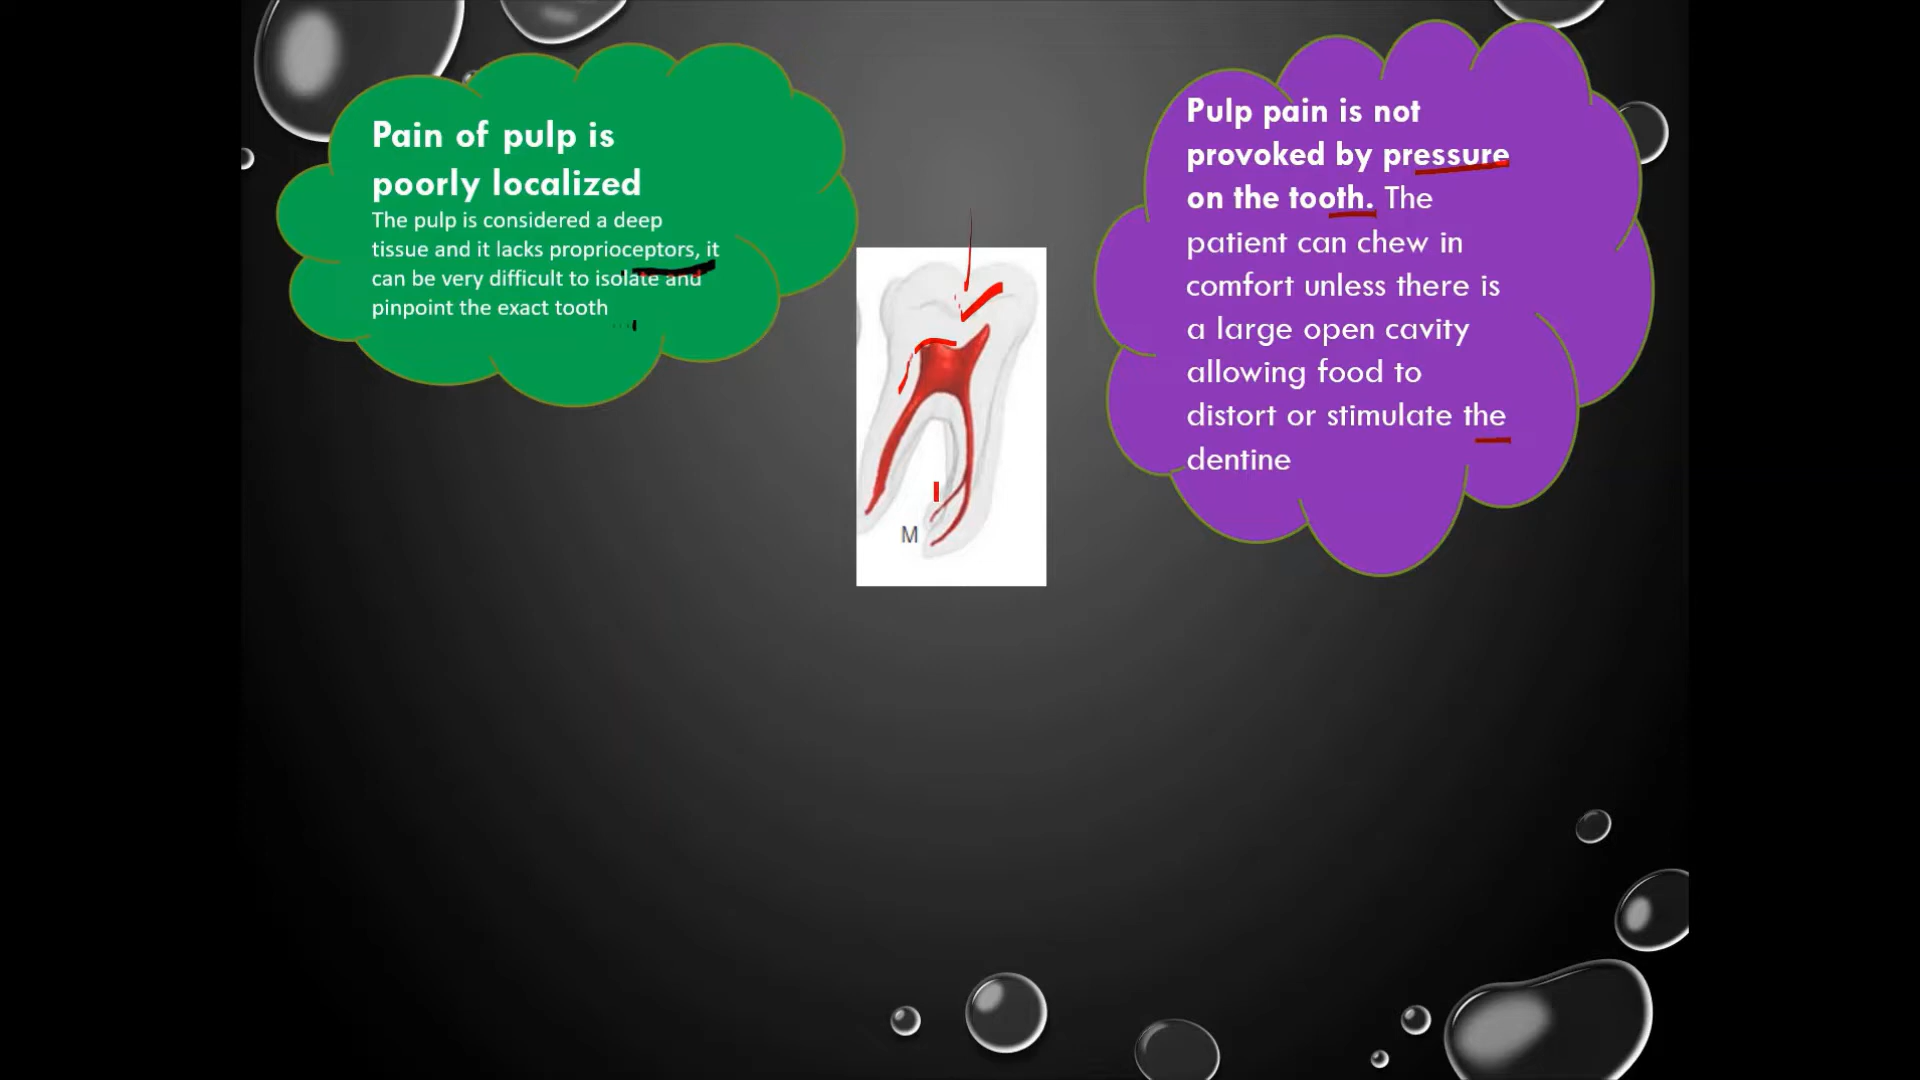 Pain of pulp is
poorly localized
The pulp is considered a deep
tissue and it lacks proprioceptors, it
can be very difficult to isolate and
pinpoint the exact tooth
M
Pulp pain is not
provoked by pressure
on the tooth. The
patient can chew in
comfort unless there is
a large open cavity
allowing food to
distort or stimulate the
dentine